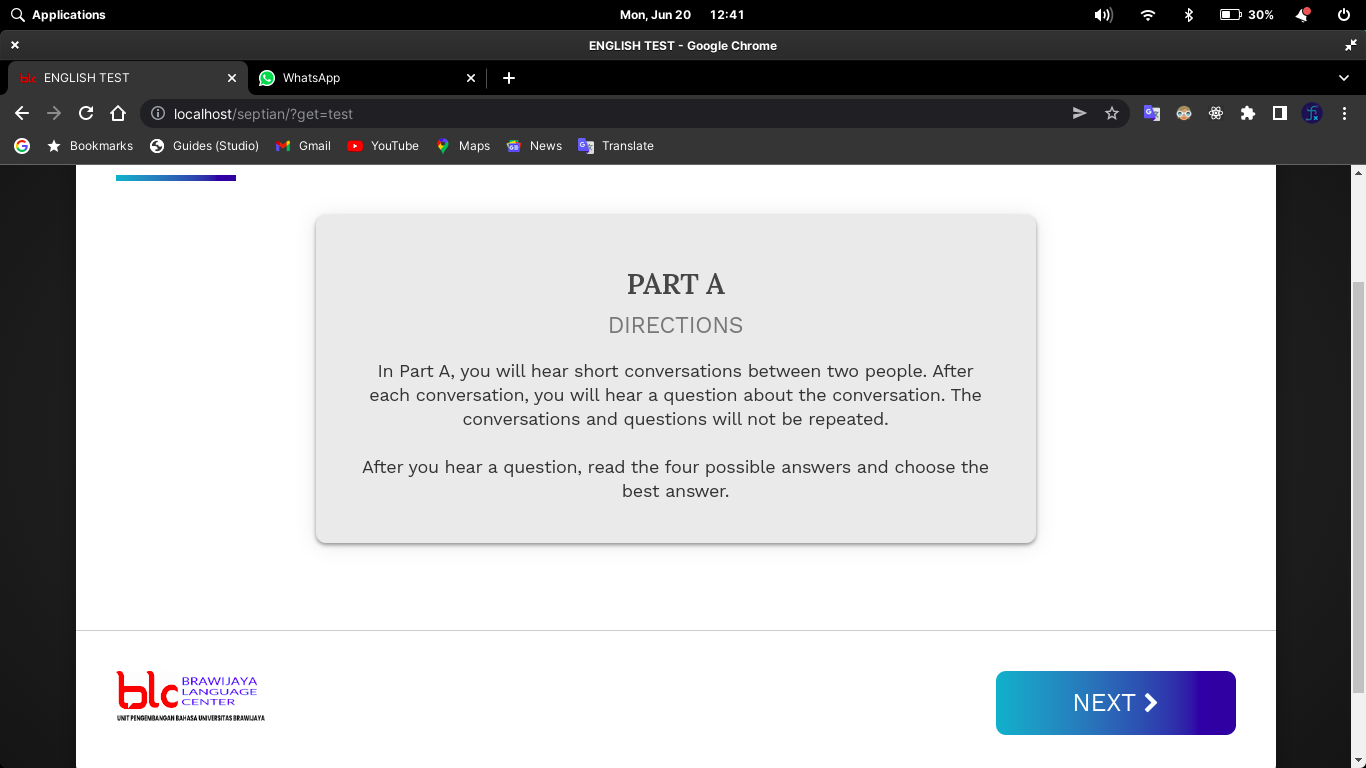 Applications
Mon, Jun 20 12:41
30%
ENGLISH TEST - Google Chrome
blc ENGLISH TEST
WhatsApp
localhost/septian/?get=test
Bookmarks
Guides (Studio)
Gmail
YouTube
Maps
News
Translate
PART A
DIRECTIONS
In Part A, you will hear short conversations between two people. After
each conversation, you will hear a question about the conversation. The
conversations and questions will not be repeated.
After you hear a question, read the four possible answers and choose the
best answer.
blc
BRAWIJAYA
LANGUAGE
CENTER
UNIT PENGEMBANGAN BAHASA UNIVERSITAS BRAWIJAYA
NEXT